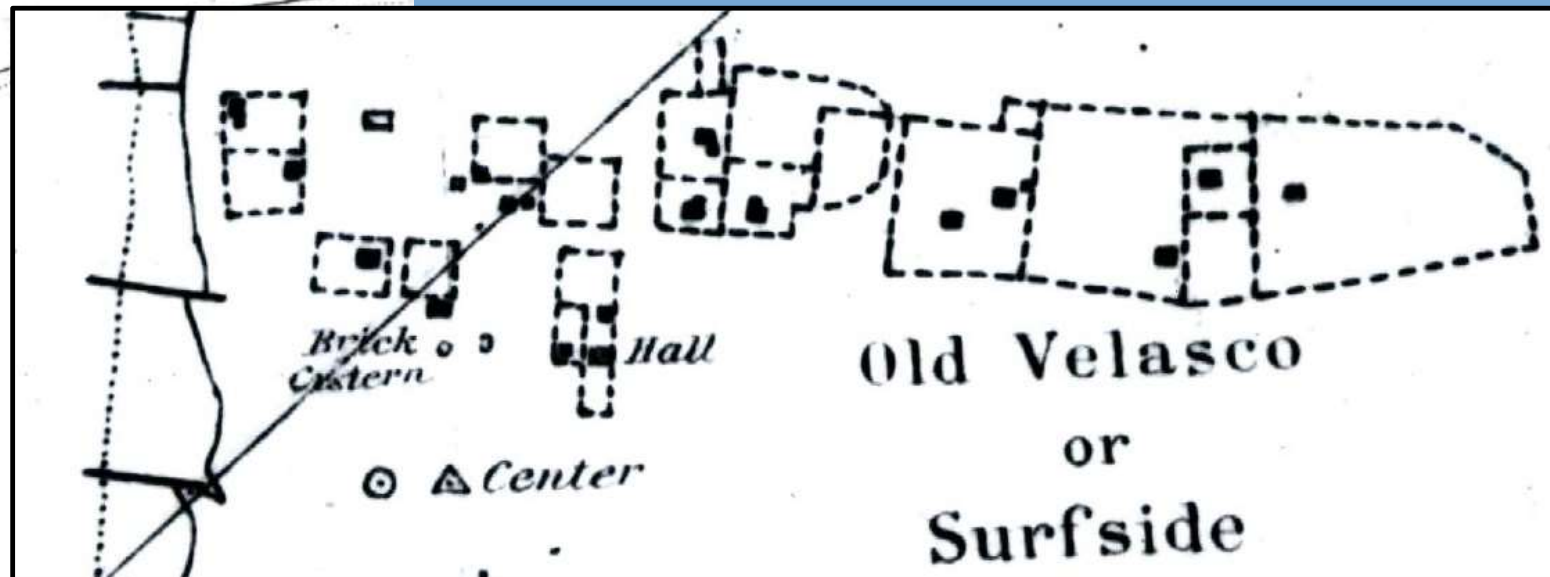 Brick
Cistern
Hall
Center
Old Velasco
or
Surfside